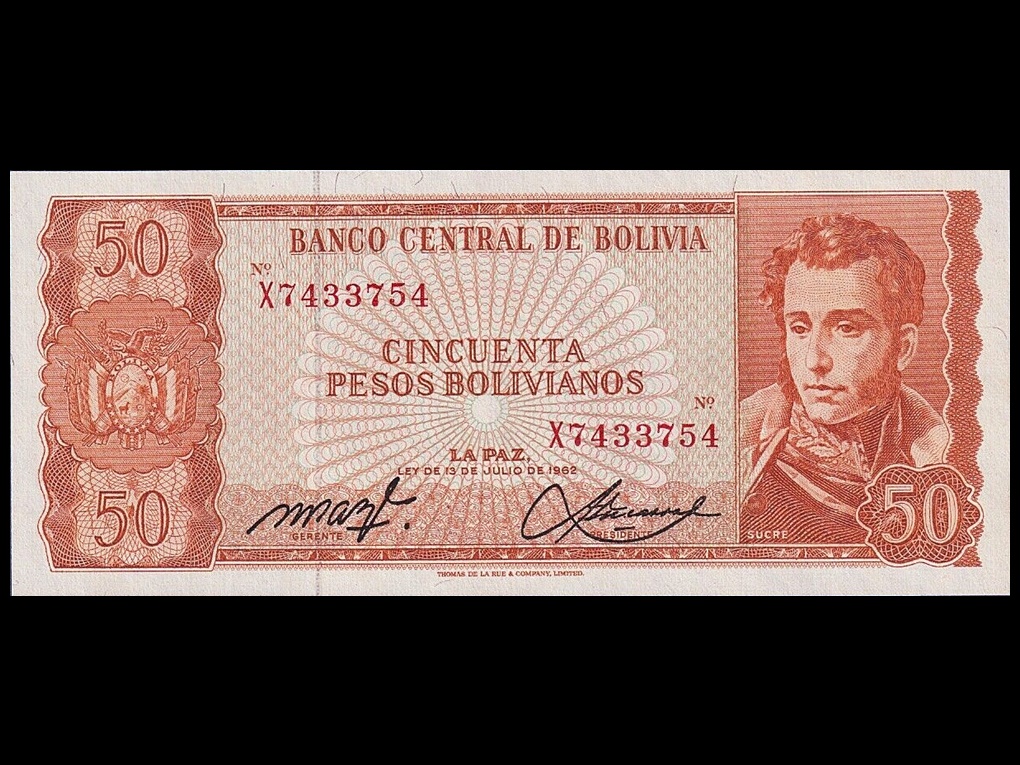 50
BANCO CENTRAL DE BOLIVIA
Nº
X7433754
CINCUENTA
PESOS BOLIVIANOS
Nº
X7433754
LA PAZ,
LEY DE 13 DE JULIO DE 1962
50
GERENTE
PRESIDENTE
SUCRE
50
THOMAS DE LA RUE & COMPANY, LIMITED.